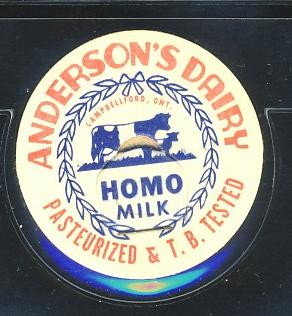 ANDERSON'S DAIRY
CAMPBELLFORD, ONT.
HOMO
MILK
PASTEURIZED & T. B. TESTED